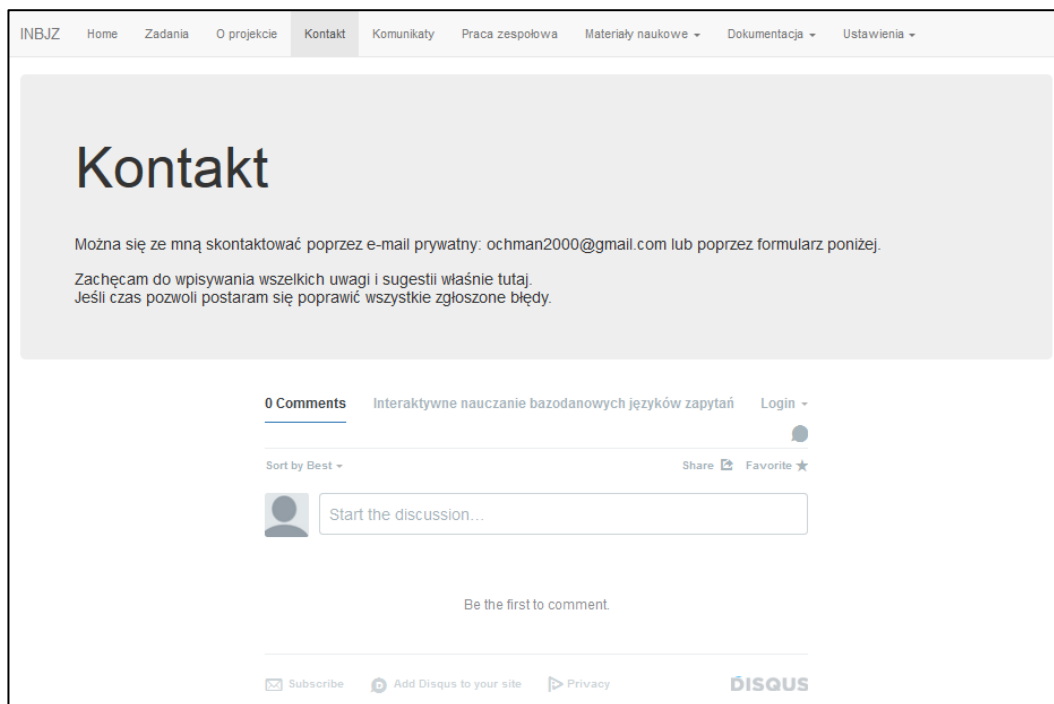 INBJZ Home Zadania O projekcie Kontakt Komunikaty Praca zespołowa Materiały naukowe Dokumentacja Ustawienia
Kontakt
Można się ze mną skontaktować poprzez e-mail prywatny: ochman2000@gmail.com lub poprzez formularz poniżej.
Zachęcam do wpisywania wszelkich uwagi i sugestii właśnie tutaj.
Jeśli czas pozwoli postaram się poprawić wszystkie zgłoszone błędy.
0 Comments Interaktywne nauczanie bazodanowych języków zapytań Login
Sort by Best Share Favorite
Start the discussion...
Be the first to comment.
Subscribe Add Disqus to your site Privacy DISQUS